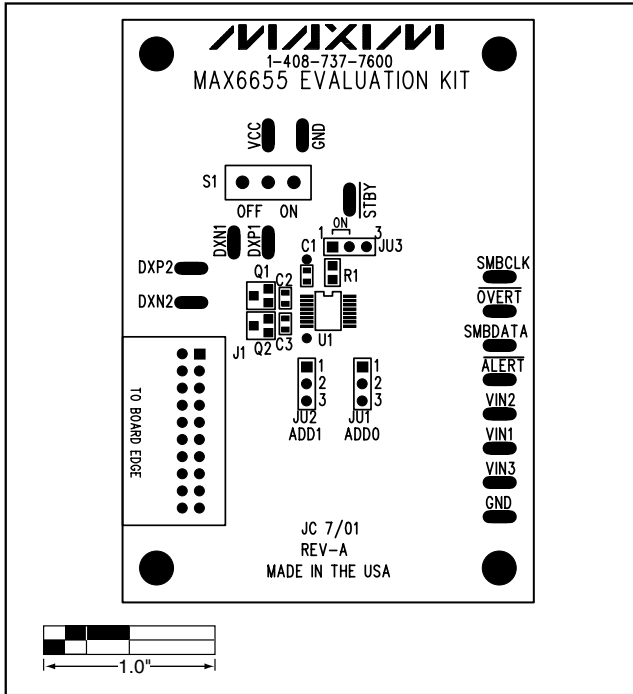 MAXIM
1-408-737-7600
MAX6655 EVALUATION KIT
VCC
GND
S1
OFF ON
STBY
DXN1
DXP1
ON
1 3
JU3
C1
DXP2
DXN2
Q1
C2
R1
SMBCLK
OVERT
SMBDATA
ALERT
VIN2
VIN1
VIN3
GND
J1
Q2
C3
U1
1
2
3
JU2
ADD1
1
2
3
JU1
ADD0
TO BOARD EDGE
JC 7/01
REV-A
MADE IN THE USA
1.0"